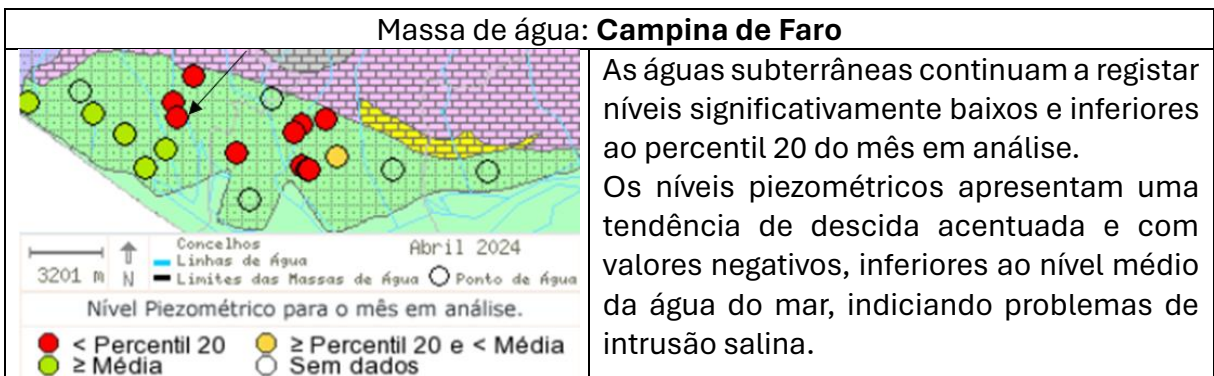 Massa de água: Campina de Faro
As águas subterrâneas continuam a registar
níveis significativamente baixos e inferiores
ao percentil 20 do mês em análise.
Os níveis piezométricos apresentam uma
tendência de descida acentuada e com
valores negativos, inferiores ao nível médio
da água do mar, indiciando problemas de
intrusão salina.
3201 m
N
Concelhos
Linhas de Água
Limites das Massas de Água
Abril 2024
Ponto de Água
Nível Piezométrico para o mês em análise.
< Percentil 20
≥ Percentil 20 e < Média
≥ Média
Sem dados